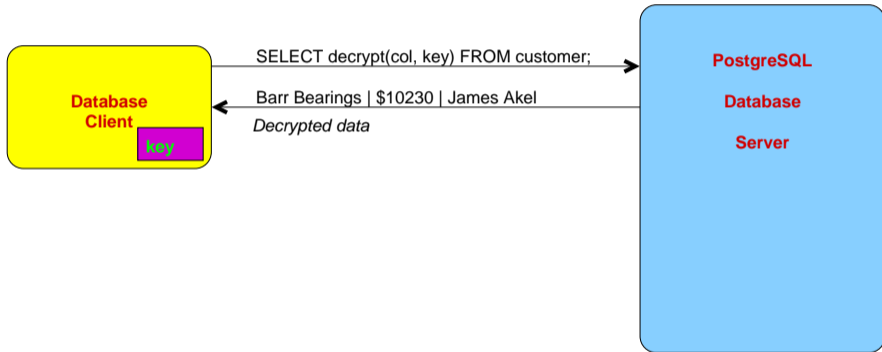 SELECT decrypt(col, key) FROM customer;
Barr Bearings | $10230 | James Akel
Decrypted data
Database
Client
key
PostgreSQL
Database
Server